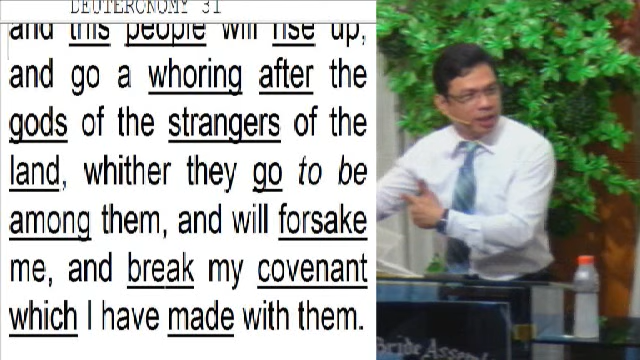 DEUTERONOMY 31
and this people will rise up,
and go a whoring after the
gods of the strangers of the
land, whither they go to be
among them, and will forsake
me, and break my covenant
which I have made with them.
Bride Assem